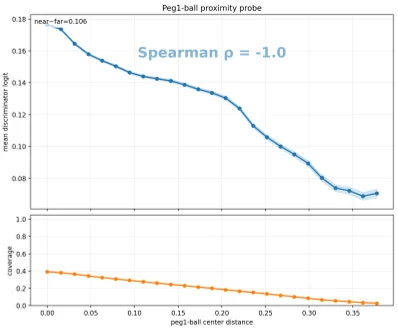 Peg1-ball proximity probe
near−far=0.106
Spearman ρ = -1.0
mean discriminator logit
0.18
0.16
0.14
0.12
0.10
0.08
coverage
1.0
0.8
0.6
0.4
0.2
0.0
0.00 0.05 0.10 0.15 0.20 0.25 0.30 0.35
peg1-ball center distance